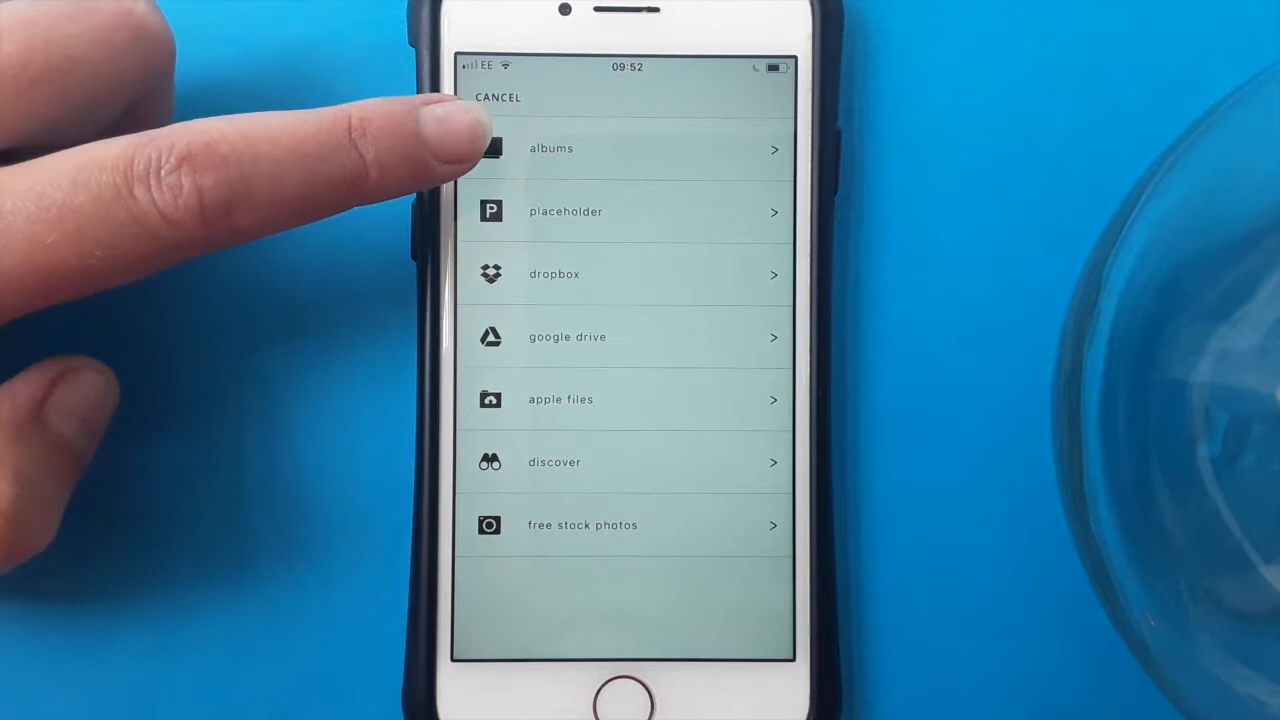 EE 09:52
CANCEL
albums >
P placeholder >
dropbox >
google drive >
apple files >
discover >
free stock photos >